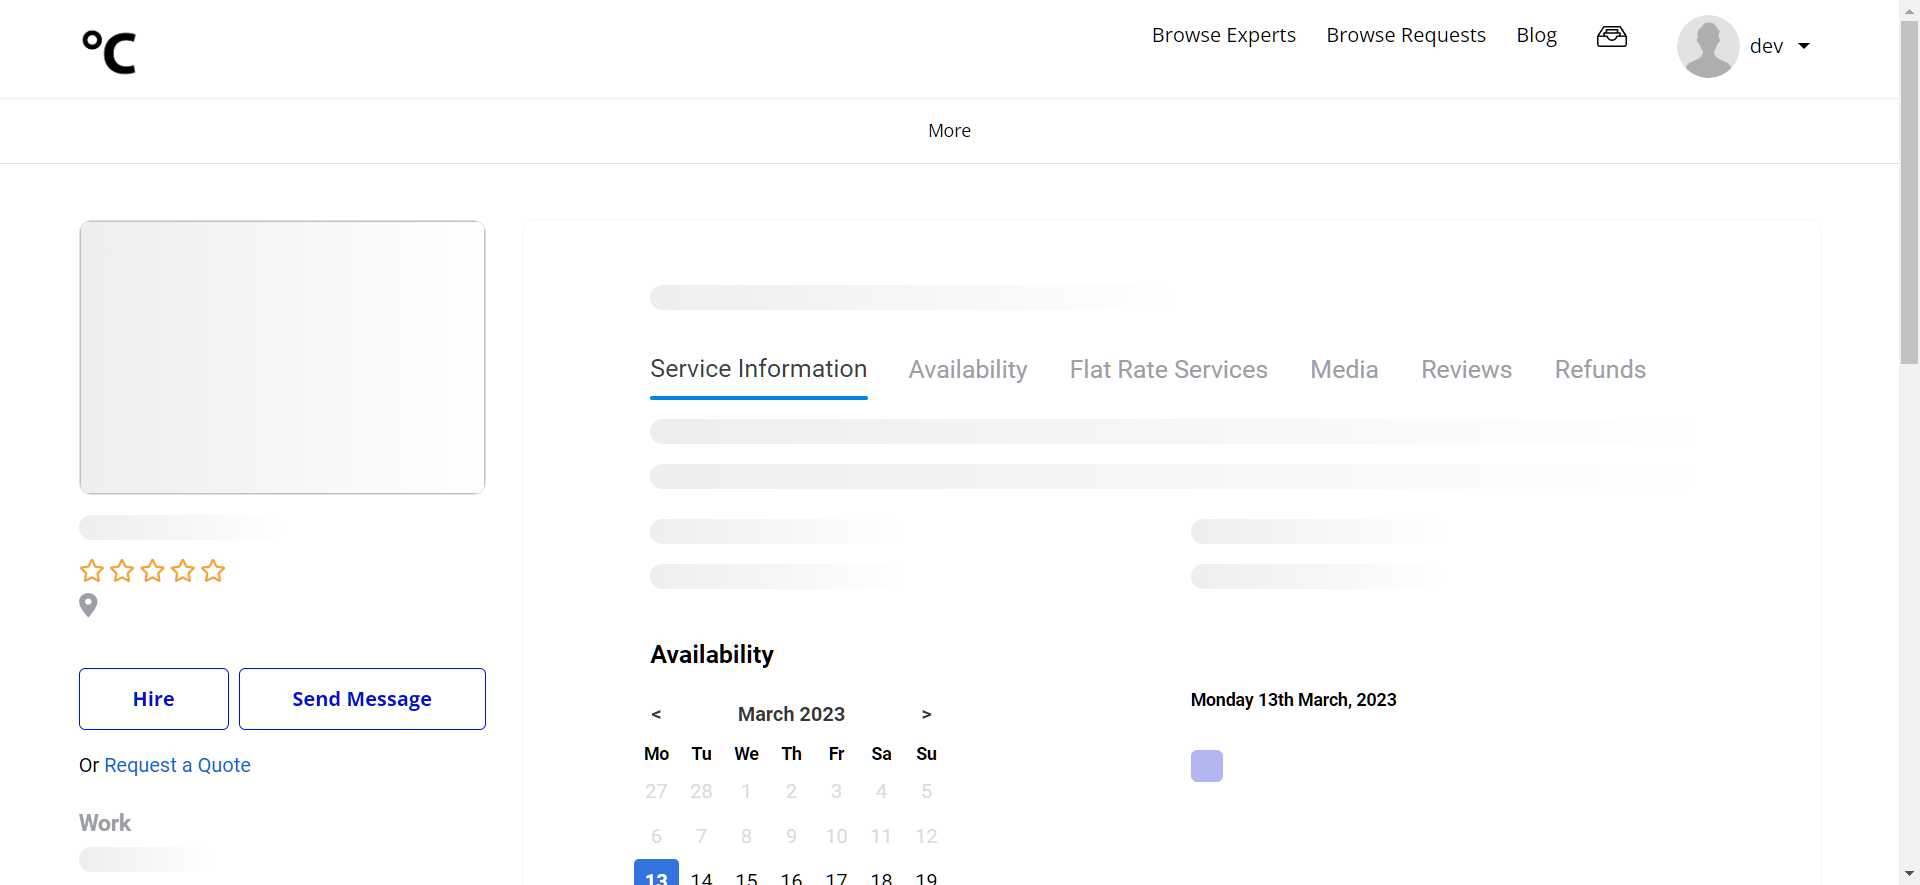 °C
Browse Experts Browse Requests Blog dev
More
Service Information Availability Flat Rate Services Media Reviews Refunds
Hire Send Message
Or Request a Quote
Work
Availability
< March 2023 >
Mo Tu We Th Fr Sa Su
27 28 1 2 3 4 5
6 7 8 9 10 11 12
13 14 15 16 17 18 19
Monday 13th March, 2023